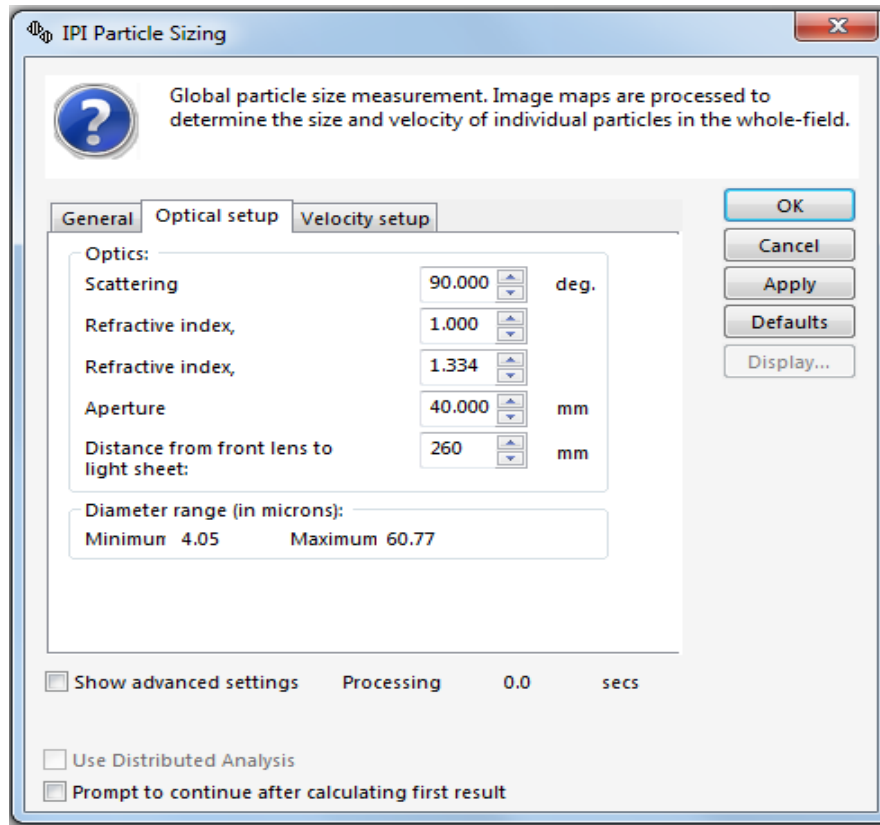 IPI Particle Sizing
Global particle size measurement. Image maps are processed to
determine the size and velocity of individual particles in the whole-field.
General Optical setup Velocity setup
OK
Cancel
Apply
Defaults
Display...
Optics:
Scattering 90.000 deg.
Refractive index, 1.000
Refractive index, 1.334
Aperture 40.000 mm
Distance from front lens to
light sheet: 260 mm
Diameter range (in microns):
Minimum 4.05 Maximum 60.77
Show advanced settings Processing 0.0 secs
Use Distributed Analysis
Prompt to continue after calculating first result